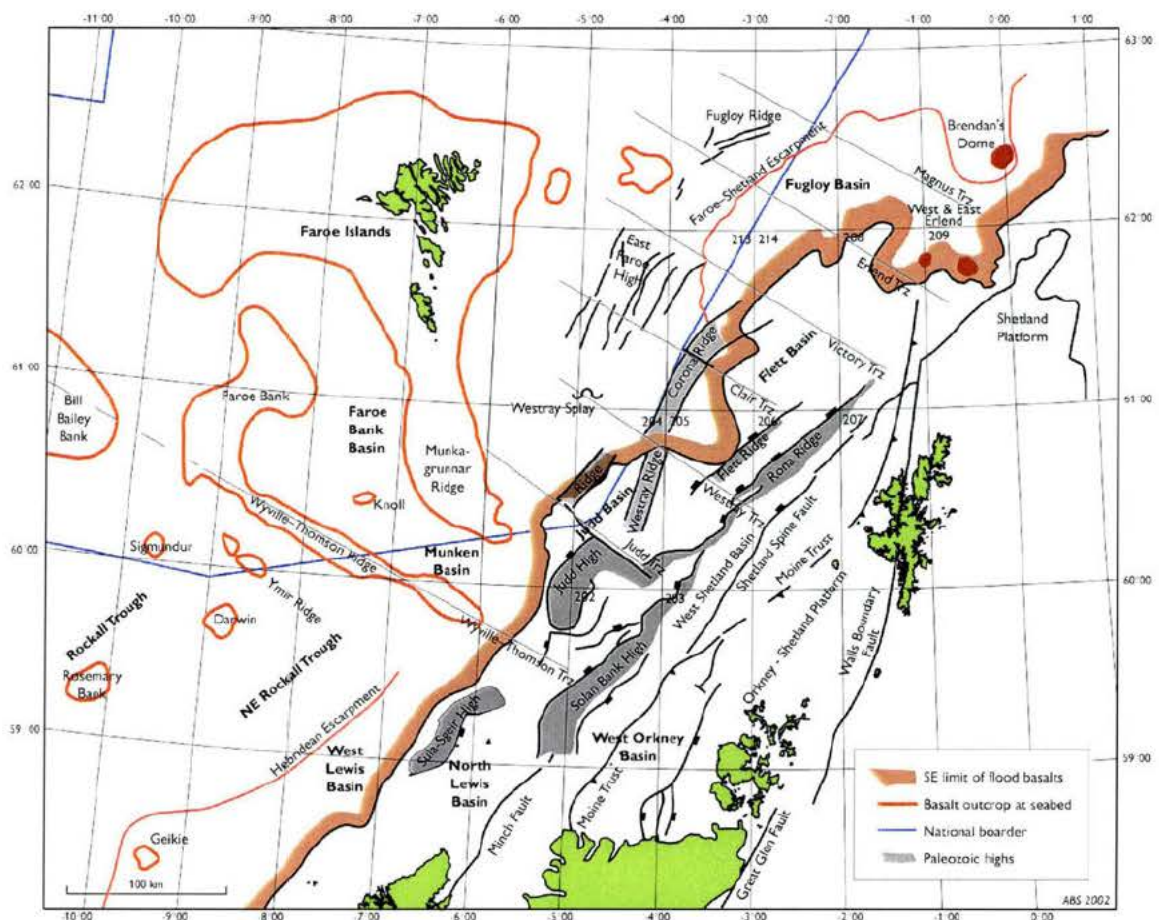 -11'00 -10'00 -9'00 -8'00 -7'00 -6'00 -5'00 -4'00 -3'00 -2'00 -1'00 0'00 1'00
63'00
Fugloy Ridge
Brendan's
Dome
Faroe-Shetland Escarpment
Magnus Trz
62'00
Fugloy Basin
62'00
West & East
Erlend
Faroe Islands
213 214
208
209
East
Faroe
High
Erlend Trz
Shetland
Platform
Corona Ridge
Flett Basin
Victory Trz
61'00
Bill
Bailey
Bank
Faroe Bank
Faroe
Bank
Basin
Westray Splay
Clair Trz
61'00
204 205
206
207
Munka-
grunnar
Ridge
Flett Ridge
Rona Ridge
Ridge
Westray Ridge
Knoll
Judd Basin
Westray Trz
Wyville-Thomson Ridge
60'00
Sigmundur
Munken
Basin
Judd Trz
Judd High
West Shetland Basin
Shetland Spine Fault
Moine Trust
60'00
202
203
Ymir Ridge
Rockall Trough
Darwin
Wyville-Thomson Trz
Orkney - Shetland Platform
Walls Boundary
Fault
Rosemary
Bank
NE Rockall Trough
Solan Bank High
59'00
Hebridean Escarpment
Sula-Sgeir High
West
Lewis
Basin
North
Lewis
Basin
West Orkney
Basin
59'00
Minch Fault
Moine Trust
Great Glen Fault
Geikie
100 km
SE limit of flood basalts
Basalt outcrop at seabed
National boarder
Paleozoic highs
ABS 2002
-10'00 -9'00 -8'00 -7'00 -6'00 -5'00 -4'00 -3'00 -2'00 -1'00 0'00